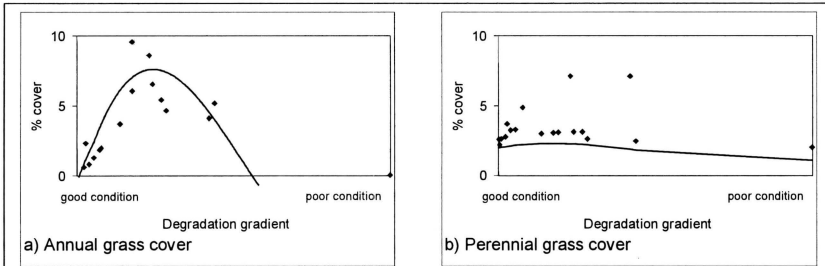 10
5
0
% cover
good condition
poor condition
Degradation gradient
a) Annual grass cover
10
5
0
% cover
good condition
poor condition
Degradation gradient
b) Perennial grass cover